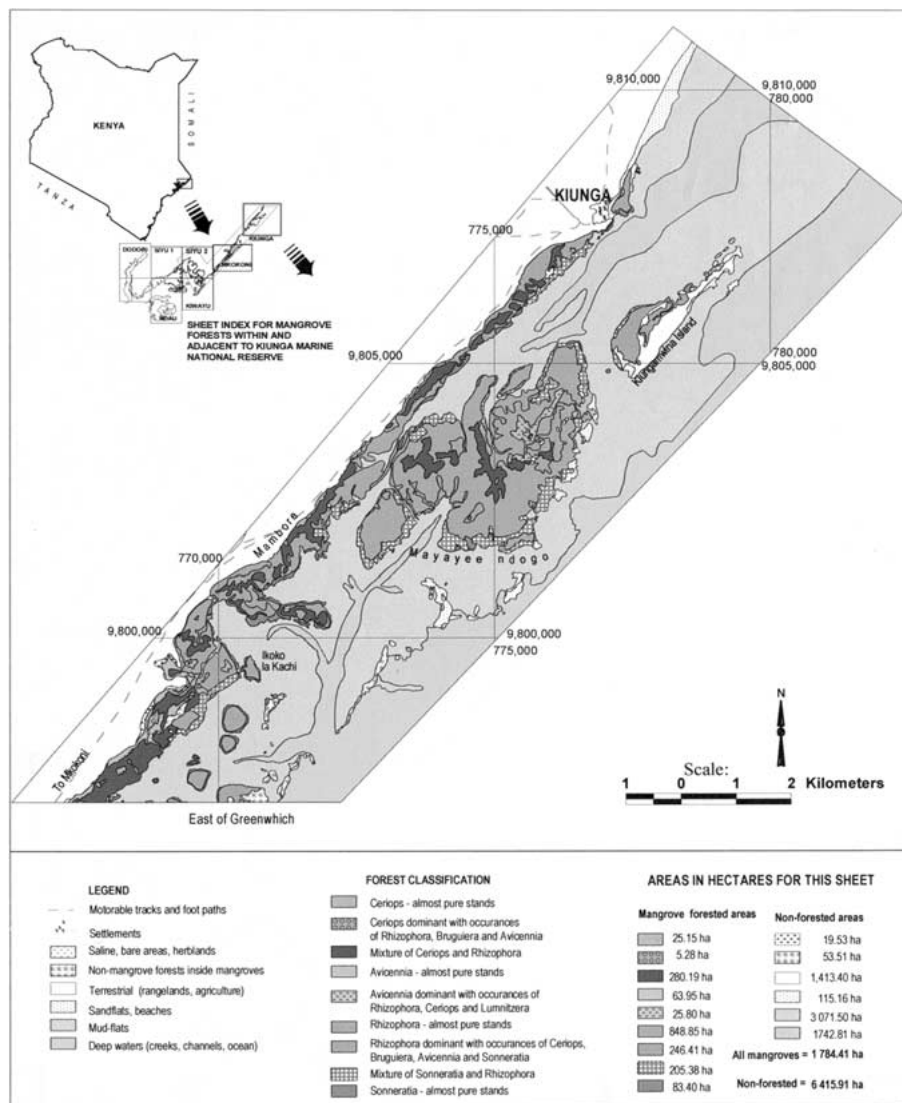 KENYA
SOMALI
TANZA
DODORI
SIYU 1
SIYU 2
KIUNGA
MKOKONI
NDAU
KIWAYU
SHEET INDEX FOR MANGROVE
FORESTS WITHIN AND
ADJACENT TO KIUNGA MARINE
NATIONAL RESERVE
9,810,000
9,810,000
780,000
KIUNGA
775,000
9,805,000
780,000
9,805,000
Kiungamwina Island
Mambore
770,000
Mayayee ndogo
9,800,000
9,800,000
775,000
Ikoko
la Kachi
To Mkokoni
East of Greenwhich
N
Scale:
1 0 1 2 Kilometers
LEGEND
Motorable tracks and foot paths
Settlements
Saline, bare areas, herblands
Non-mangrove forests inside mangroves
Terrestrial (rangelands, agriculture)
Sandflats, beaches
Mud-flats
Deep waters (creeks, channels, ocean)
FOREST CLASSIFICATION
Ceriops - almost pure stands
Ceriops dominant with occurances
of Rhizophora, Bruguiera and Avicennia
Mixture of Ceriops and Rhizophora
Avicennia - almost pure stands
Avicennia dominant with occurances of
Rhizophora, Ceriops and Lumnitzera
Rhizophora - almost pure stands
Rhizophora dominant with occurances of Ceriops,
Bruguiera, Avicennia and Sonneratia
Mixture of Sonneratia and Rhizophora
Sonneratia - almost pure stands
AREAS IN HECTARES FOR THIS SHEET
Mangrove forested areas
25.15 ha
5.28 ha
280.19 ha
63.95 ha
25.80 ha
848.85 ha
246.41 ha
205.38 ha
83.40 ha
Non-forested areas
19.53 ha
53.51 ha
1,413.40 ha
115.16 ha
3 071.50 ha
1742.81 ha
All mangroves = 1 784.41 ha
Non-forested = 6 415.91 ha